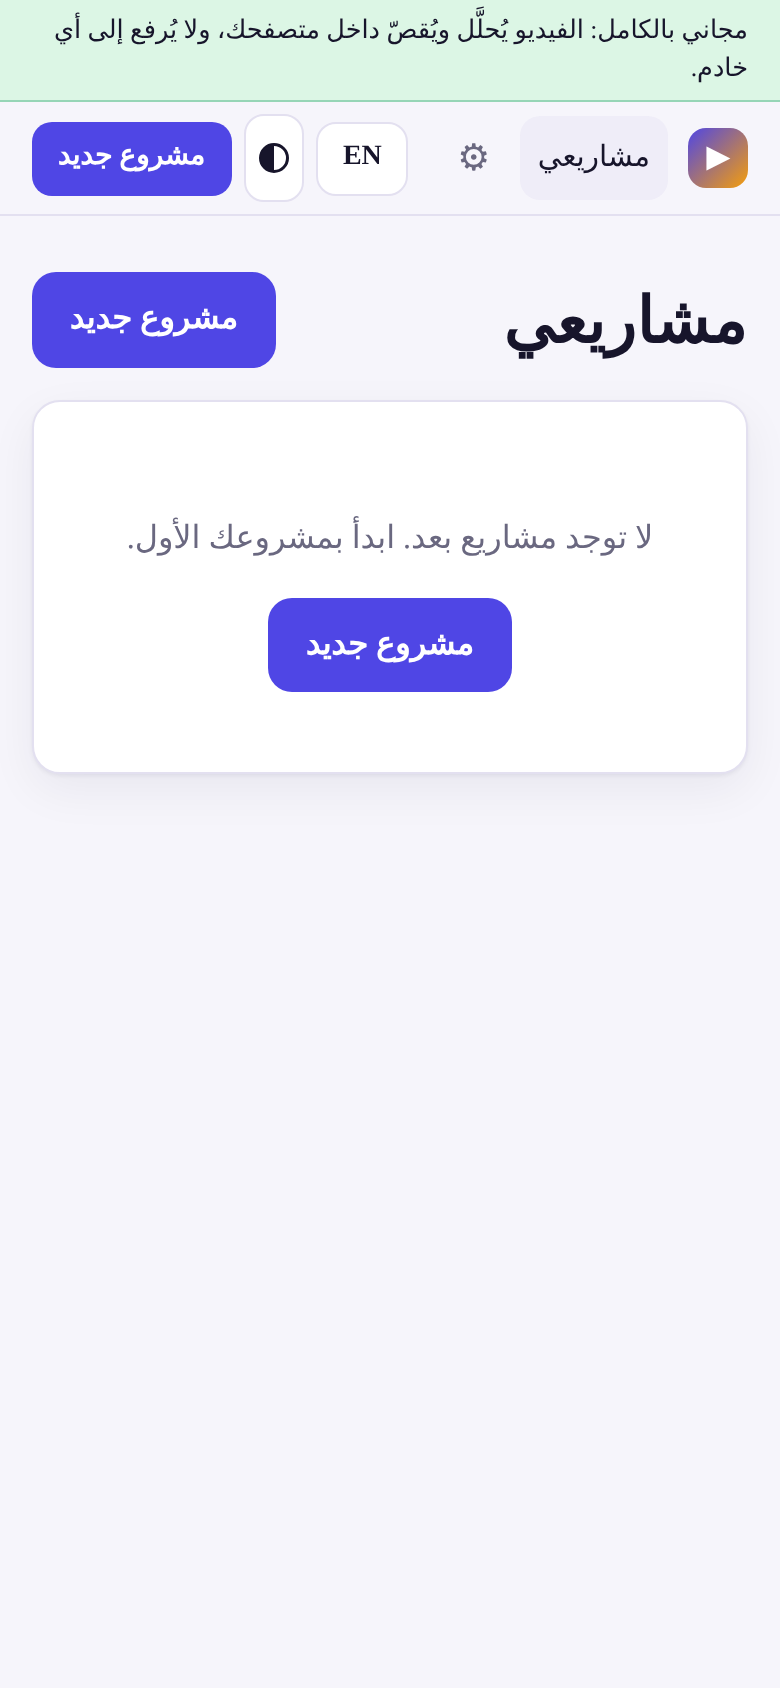 مجاني بالكامل: الفيديو يُحلَّل ويُقصّ داخل متصفحك، ولا يُرفع إلى أي
خادم.
مشاريعي
EN
مشروع جديد
مشاريعي
مشروع جديد
لا توجد مشاريع بعد. ابدأ بمشروعك الأول.
مشروع جديد